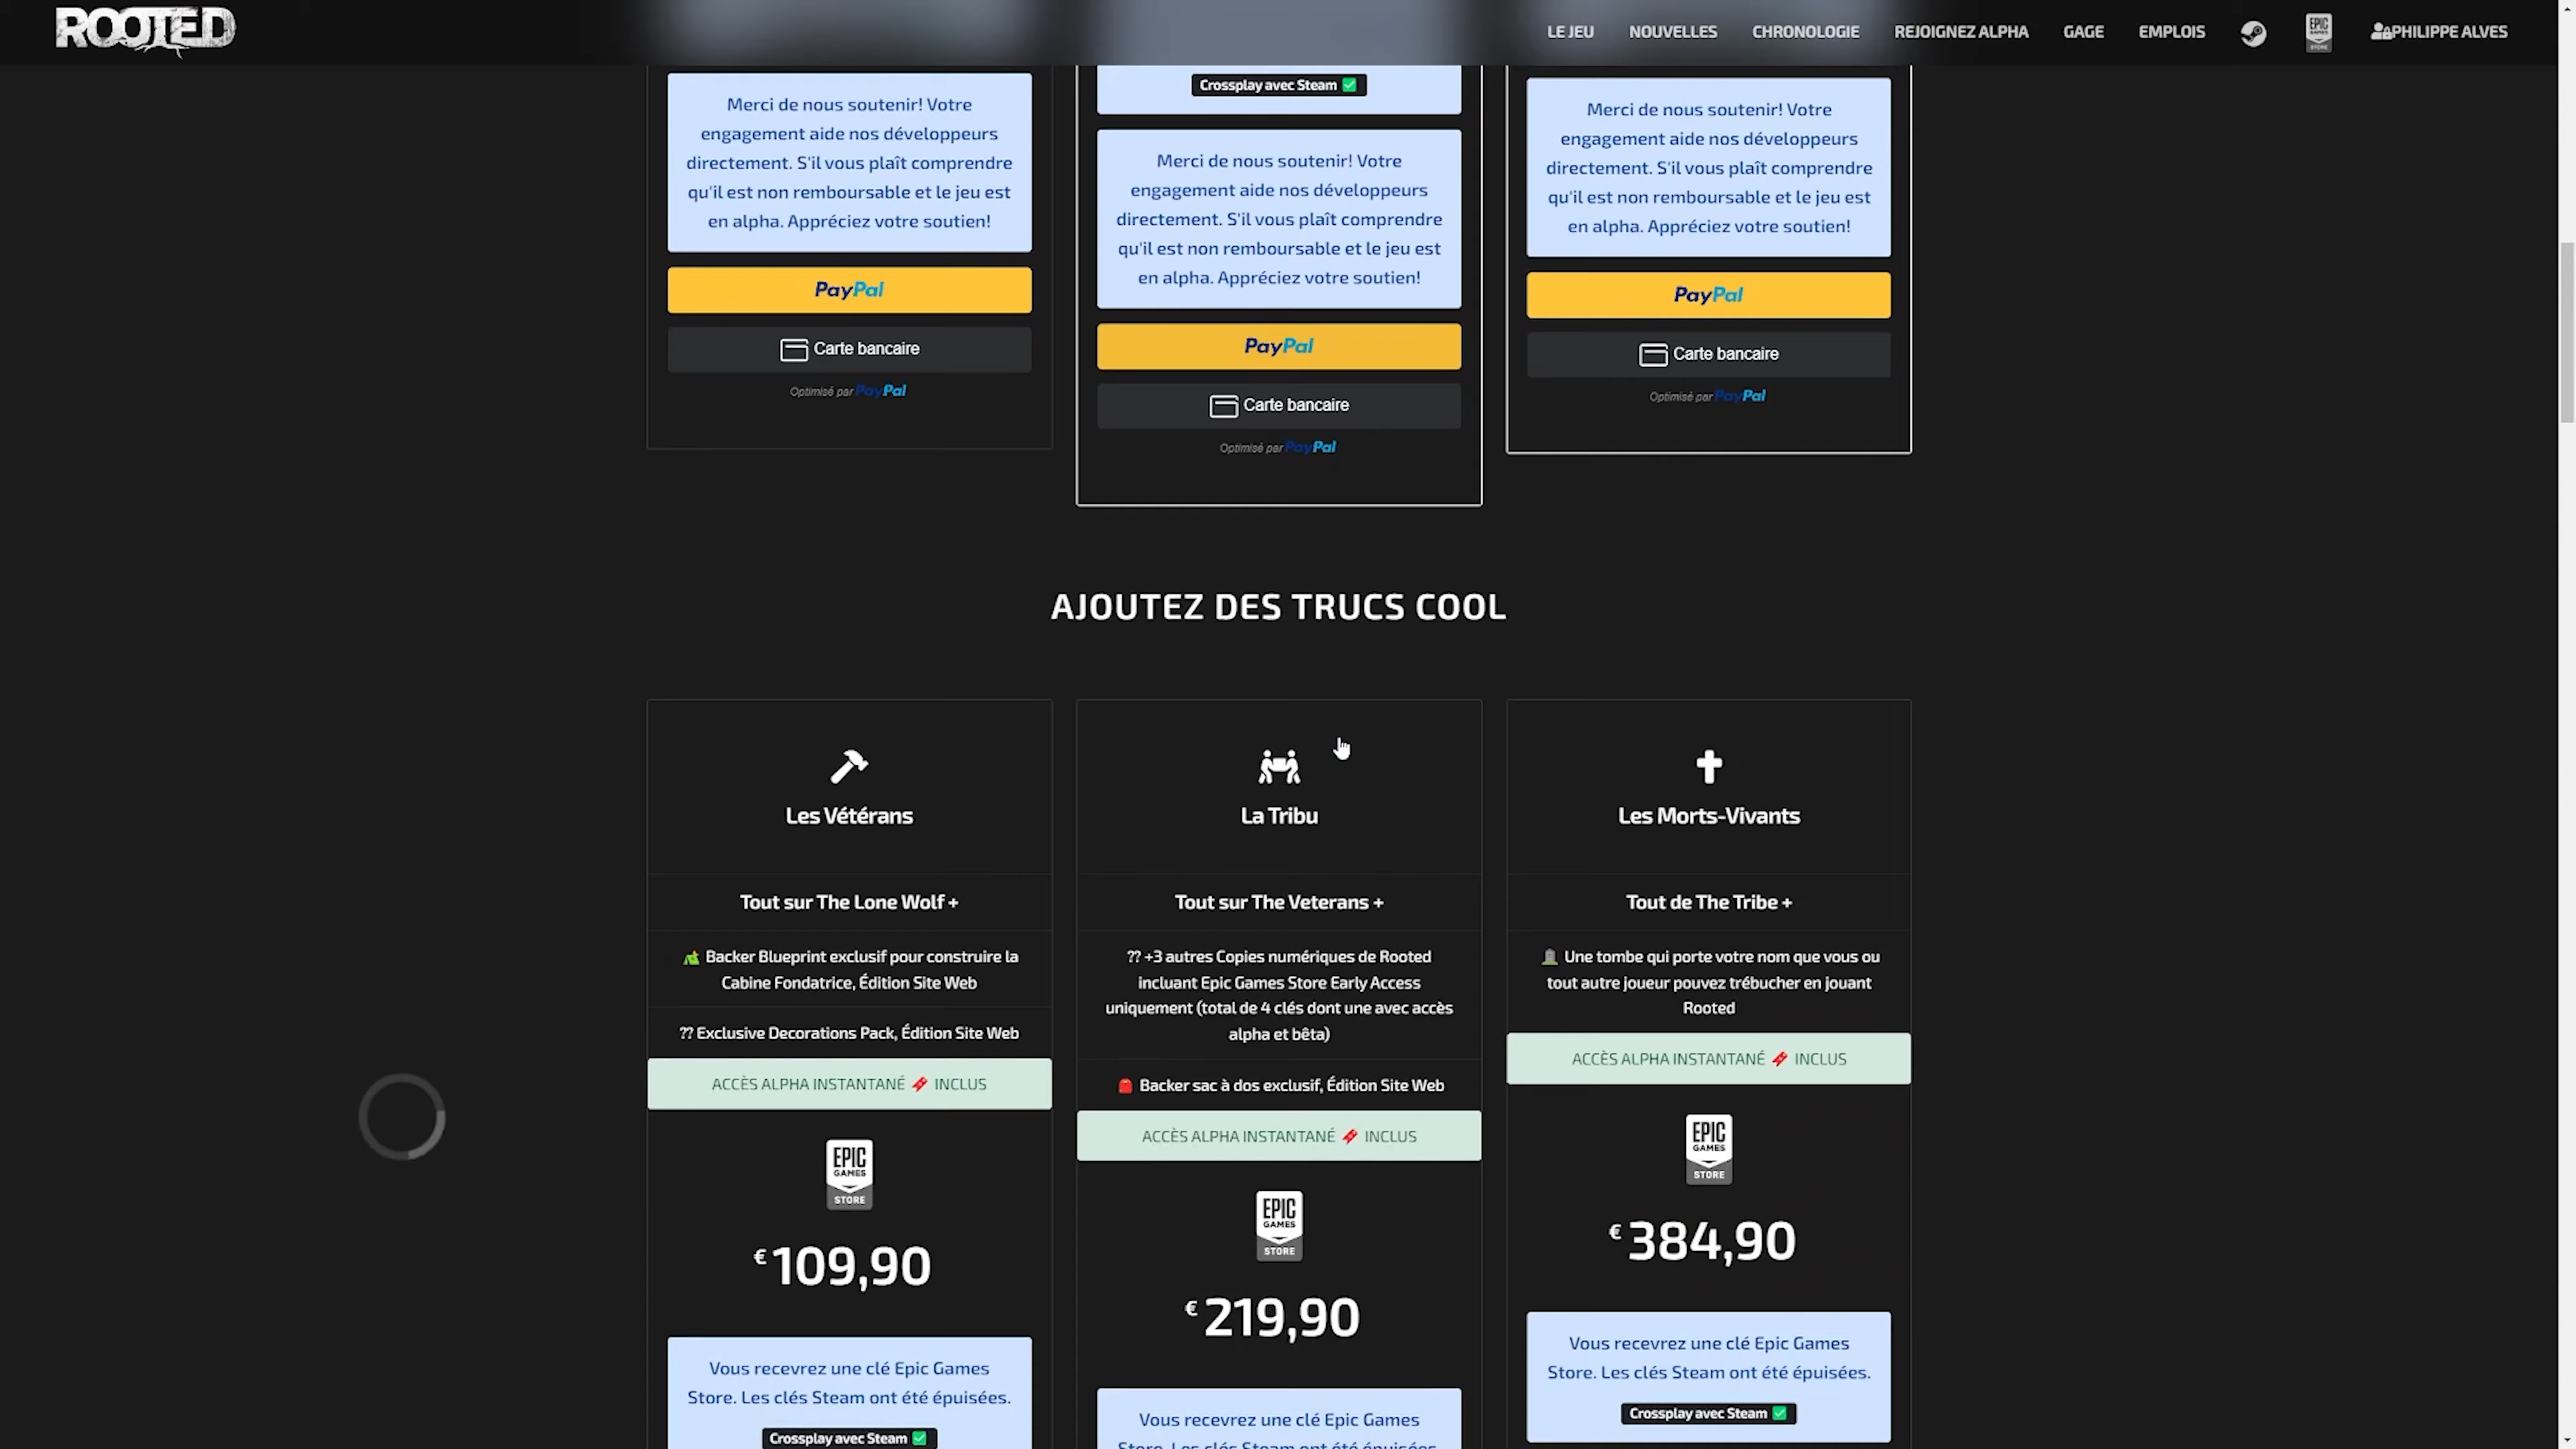 ROOTED
LE JEU
NOUVELLES
CHRONOLOGIE
REJOIGNEZ ALPHA
GAGE
EMPLOIS
EPIC
GAMES
STORE
PHILIPPE ALVES
Merci de nous soutenir! Votre
engagement aide nos développeurs
directement. S'il vous plaît comprendre
qu'il est non remboursable et le jeu est
en alpha. Appréciez votre soutien!
PayPal
Carte bancaire
Optimisé par PayPal
Crossplay avec Steam ✅
Merci de nous soutenir! Votre
engagement aide nos développeurs
directement. S'il vous plaît comprendre
qu'il est non remboursable et le jeu est
en alpha. Appréciez votre soutien!
PayPal
Carte bancaire
Optimisé par PayPal
Merci de nous soutenir! Votre
engagement aide nos développeurs
directement. S'il vous plaît comprendre
qu'il est non remboursable et le jeu est
en alpha. Appréciez votre soutien!
PayPal
Carte bancaire
Optimisé par PayPal
AJOUTEZ DES TRUCS COOL
Les Vétérans
Tout sur The Lone Wolf +
Backer Blueprint exclusif pour construire la
Cabine Fondatrice, Édition Site Web
?? Exclusive Decorations Pack, Édition Site Web
ACCÈS ALPHA INSTANTANÉ INCLUS
EPIC
GAMES
STORE
€109,90
Vous recevrez une clé Epic Games
Store. Les clés Steam ont été épuisées.
Crossplay avec Steam ✅
La Tribu
Tout sur The Veterans +
?? +3 autres Copies numériques de Rooted
incluant Epic Games Store Early Access
uniquement (total de 4 clés dont une avec accès
alpha et bêta)
Backer sac à dos exclusif, Édition Site Web
ACCÈS ALPHA INSTANTANÉ INCLUS
EPIC
GAMES
STORE
€219,90
Vous recevrez une clé Epic Games
Store. Les clés Steam ont été épuisées.
Les Morts-Vivants
Tout de The Tribe +
Une tombe qui porte votre nom que vous ou
tout autre joueur pouvez trébucher en jouant
Rooted
ACCÈS ALPHA INSTANTANÉ INCLUS
EPIC
GAMES
STORE
€384,90
Vous recevrez une clé Epic Games
Store. Les clés Steam ont été épuisées.
Crossplay avec Steam ✅